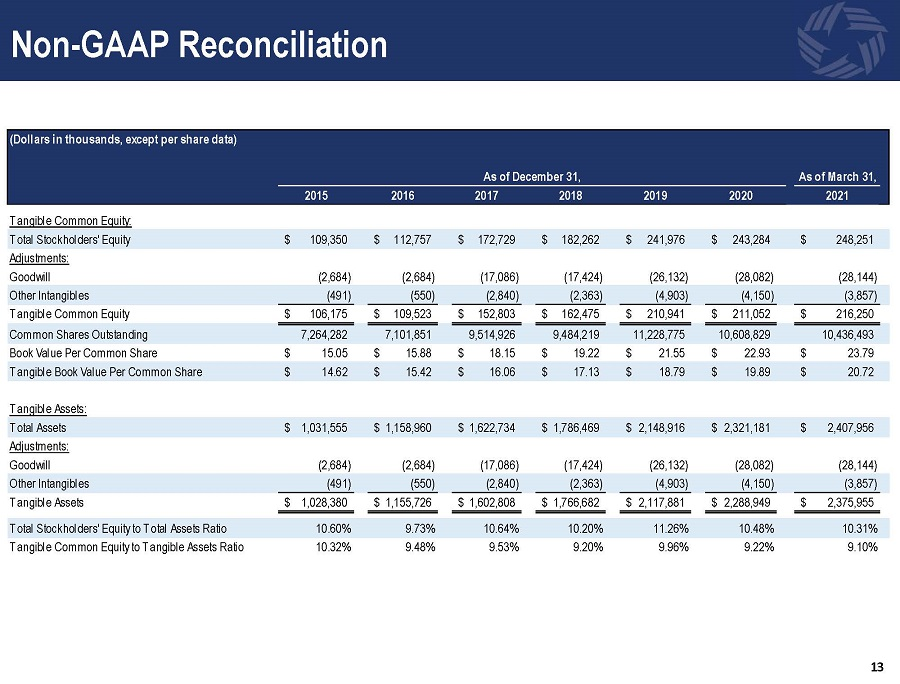 Non-GAAP Reconciliation
(Dollars in thousands, except per share data)
As of December 31, As of March 31,
2015 2016 2017 2018 2019 2020 2021
Tangible Common Equity:
Total Stockholders' Equity $ 109,350 $ 112,757 $ 172,729 $ 182,262 $ 241,976 $ 243,284 $ 248,251
Adjustments:
Goodwill (2,684) (2,684) (17,086) (17,424) (26,132) (28,082) (28,144)
Other Intangibles (491) (550) (2,840) (2,363) (4,903) (4,150) (3,857)
Tangible Common Equity $ 106,175 $ 109,523 $ 152,803 $ 162,475 $ 210,941 $ 211,052 $ 216,250
Common Shares Outstanding 7,264,282 7,101,851 9,514,926 9,484,219 11,228,775 10,608,829 10,436,493
Book Value Per Common Share $ 15.05 $ 15.88 $ 18.15 $ 19.22 $ 21.55 $ 22.93 $ 23.79
Tangible Book Value Per Common Share $ 14.62 $ 15.42 $ 16.06 $ 17.13 $ 18.79 $ 19.89 $ 20.72
Tangible Assets:
Total Assets $ 1,031,555 $ 1,158,960 $ 1,622,734 $ 1,786,469 $ 2,148,916 $ 2,321,181 $ 2,407,956
Adjustments:
Goodwill (2,684) (2,684) (17,086) (17,424) (26,132) (28,082) (28,144)
Other Intangibles (491) (550) (2,840) (2,363) (4,903) (4,150) (3,857)
Tangible Assets $ 1,028,380 $ 1,155,726 $ 1,602,808 $ 1,766,682 $ 2,117,881 $ 2,288,949 $ 2,375,955
Total Stockholders' Equity to Total Assets Ratio 10.60% 9.73% 10.64% 10.20% 11.26% 10.48% 10.31%
Tangible Common Equity to Tangible Assets Ratio 10.32% 9.48% 9.53% 9.20% 9.96% 9.22% 9.10%
13